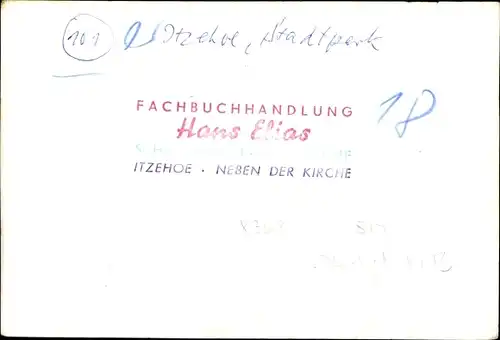 101 Itzehoe, Stadtpark
18
FACHBUCHHANDLUNG
Hans Elias
ITZEHOE · NEBEN DER KIRCHE